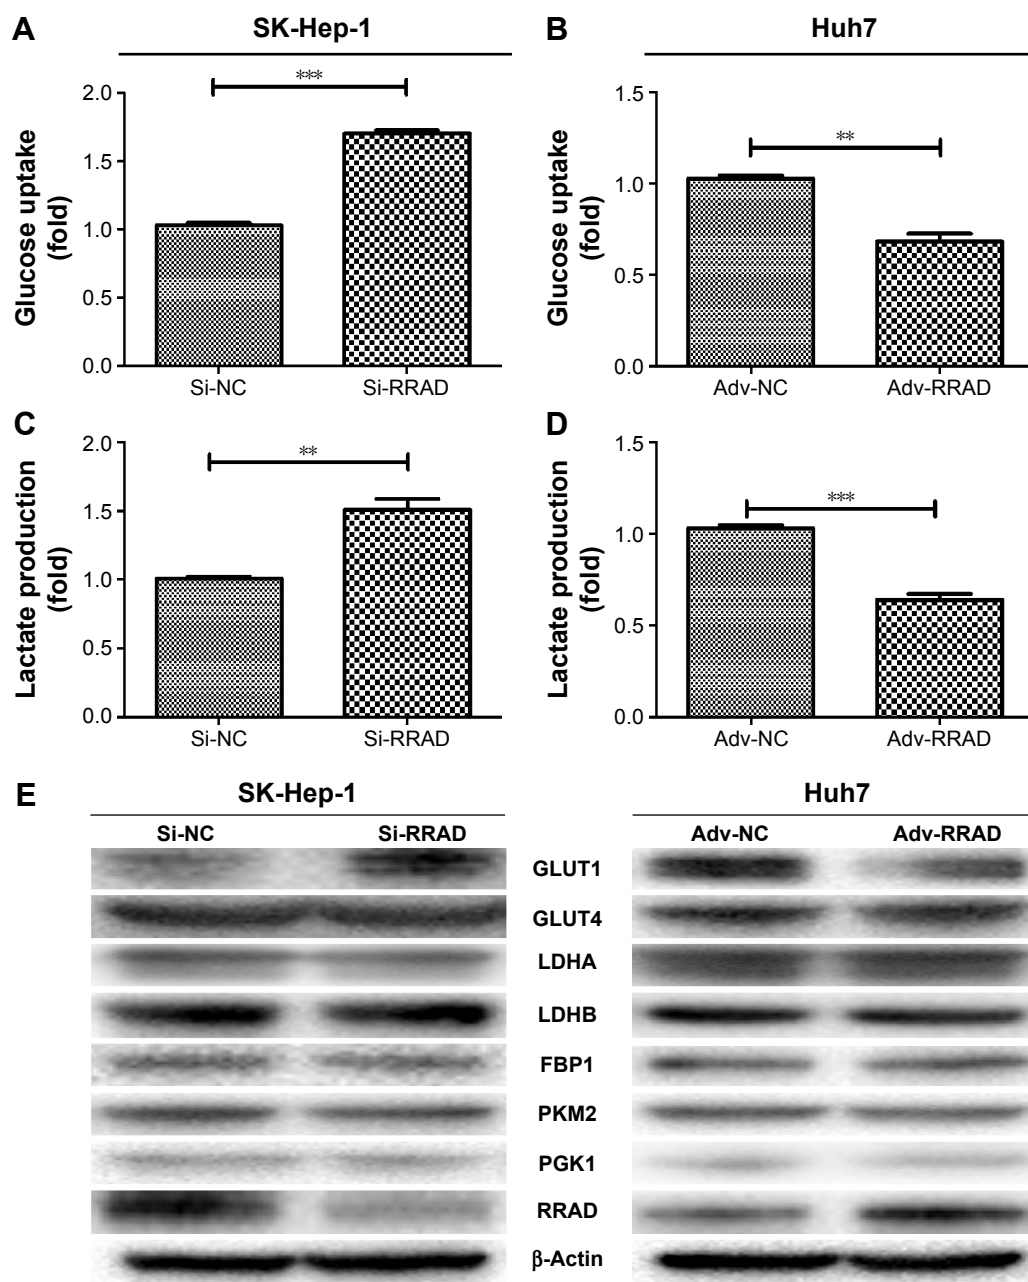 A
SK-Hep-1
***
Glucose uptake
(fold)
2.0
1.5
1.0
0.5
0.0
Si-NC
Si-RRAD
B
Huh7
**
Glucose uptake
(fold)
1.5
1.0
0.5
0.0
Adv-NC
Adv-RRAD
C
**
Lactate production
(fold)
2.0
1.5
1.0
0.5
0.0
Si-NC
Si-RRAD
D
***
Lactate production
(fold)
1.5
1.0
0.5
0.0
Adv-NC
Adv-RRAD
E
SK-Hep-1
Huh7
Si-NC
Si-RRAD
Adv-NC
Adv-RRAD
GLUT1
GLUT4
LDHA
LDHB
FBP1
PKM2
PGK1
RRAD
β-Actin